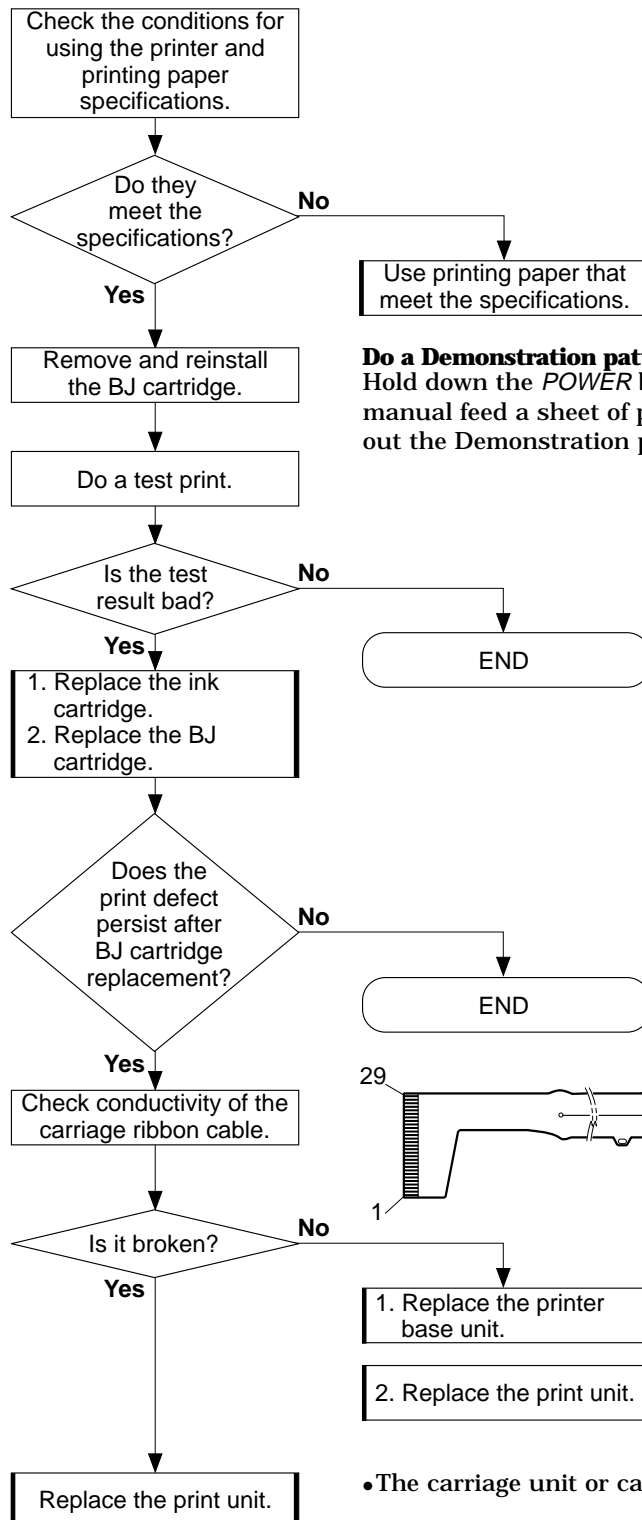 Check the conditions for
using the printer and
printing paper
specifications.
Do they
meet the
specifications?
No
Yes
Use printing paper that
meet the specifications.
Remove and reinstall
the BJ cartridge.
Do a Demonstration
Hold down the POWER
manual feed a sheet of
out the Demonstration
Do a test print.
Is the test
result bad?
No
Yes
END
1. Replace the ink
cartridge.
2. Replace the BJ
cartridge.
Does the
print defect
persist after
BJ cartridge
replacement?
No
END
Yes
Check conductivity of the
carriage ribbon cable.
29
1
Is it broken?
No
Yes
1. Replace the printer
base unit.
2. Replace the print unit.
Replace the print unit.
•The carriage unit or